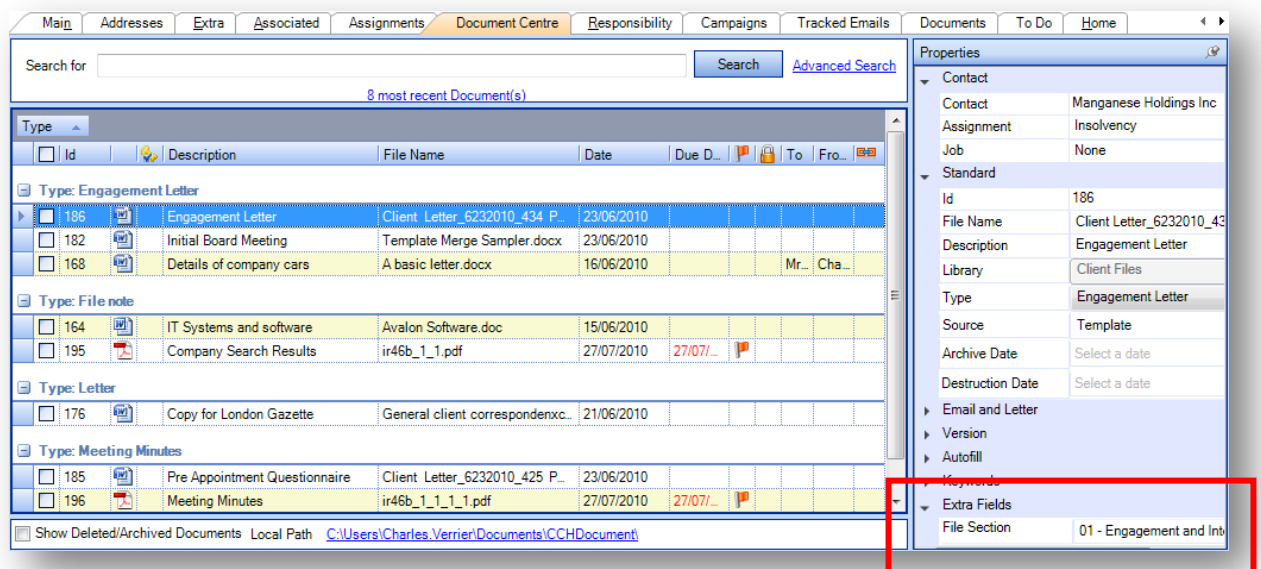 Main Addresses Extra Associated Assignments Document Centre Responsibility Campaigns Tracked Emails Documents To Do Home
Search for Search Advanced Search
8 most recent Document(s)
Type
Id Description File Name Date Due D... To Fro...
Type: Engagement Letter
186 Engagement Letter Client Letter_6232010_434 P... 23/06/2010
182 Initial Board Meeting Template Merge Sampler.docx 23/06/2010
168 Details of company cars A basic letter.docx 16/06/2010 Mr... Cha...
Type: File note
164 IT Systems and software Avalon Software.doc 15/06/2010
195 Company Search Results ir46b_1_1.pdf 27/07/2010 27/07/...
Type: Letter
176 Copy for London Gazette General client correspondenxc... 21/06/2010
Type: Meeting Minutes
185 Pre Appointment Questionnaire Client Letter_6232010_425 P... 23/06/2010
196 Meeting Minutes ir46b_1_1_1_1.pdf 27/07/2010 27/07/...
Show Deleted/Archived Documents Local Path C:\Users\Charles.Verrier\Documents\CCHDocument\
Properties
Contact
Contact Manganese Holdings Inc
Assignment Insolvency
Job None
Standard
Id 186
File Name Client Letter_6232010_43
Description Engagement Letter
Library Client Files
Type Engagement Letter
Source Template
Archive Date Select a date
Destruction Date Select a date
Email and Letter
Version
Autofill
Keywords
Extra Fields
File Section 01 - Engagement and Int